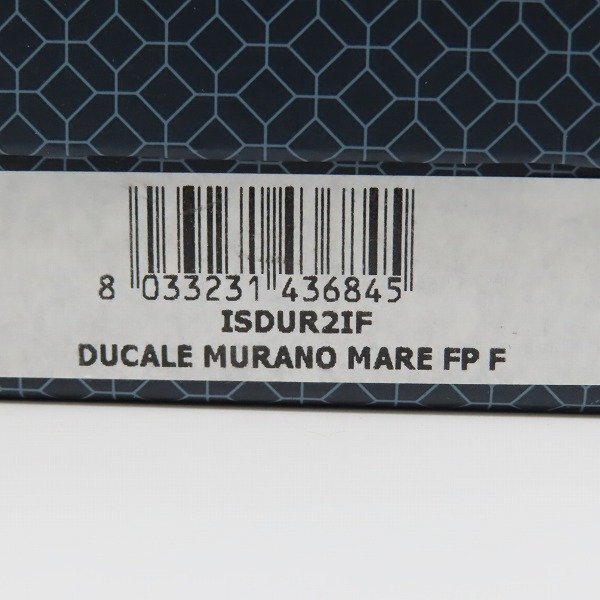 8 033231 436845
ISDUR2IF
DUCALE MURANO MARE FP F